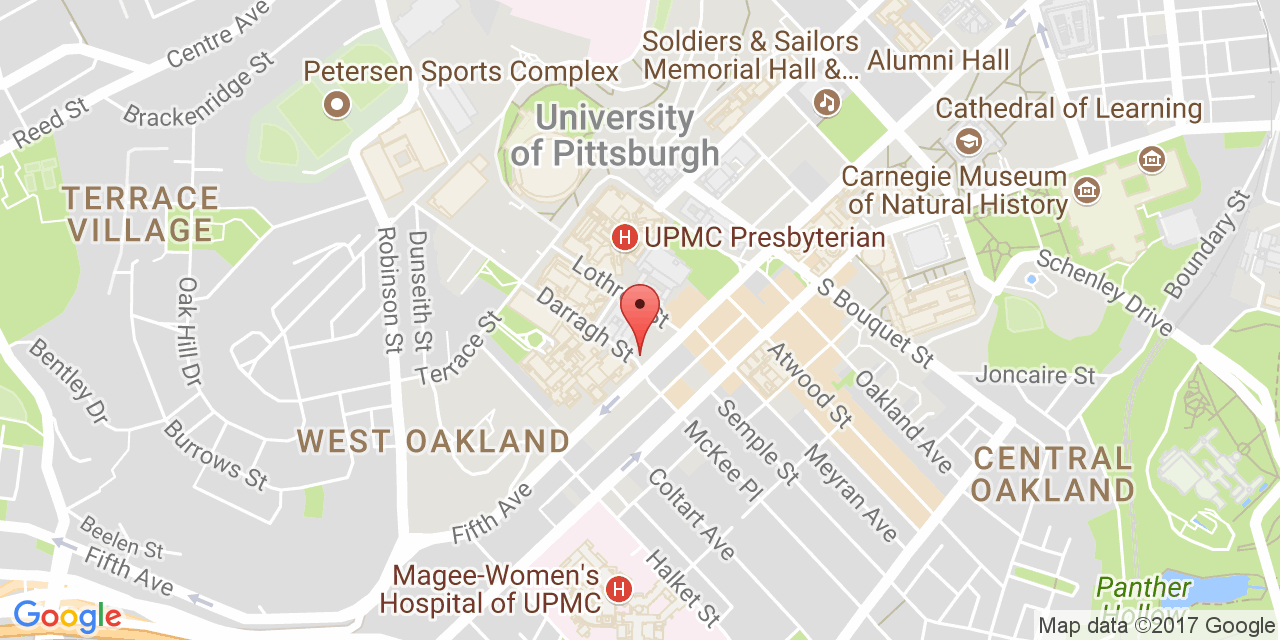 Centre Ave
Soldiers & Sailors
Memorial Hall &...
Alumni Hall
Petersen Sports Complex
Brackenridge St
Reed St
University
of Pittsburgh
Cathedral of Learning
Carnegie Museum
of Natural History
TERRACE
VILLAGE
UPMC Presbyterian
Boundary St
Schenley Drive
Robinson St
Dunseith St
Oak Hill Dr
Lothr
St
Darragh St
Terrace St
S Bouquet St
Atwood St
Oakland Ave
Joncaire St
Bentley Dr
Burrows St
WEST OAKLAND
Semple St
McKee Pl
Meyran Ave
CENTRAL
OAKLAND
Coltart Ave
Fifth Ave
Beelen St
Fifth Ave
Halket St
Magee-Women's
Hospital of UPMC
H
H
Panther
Hollow
Google
Map data ©2017 Google